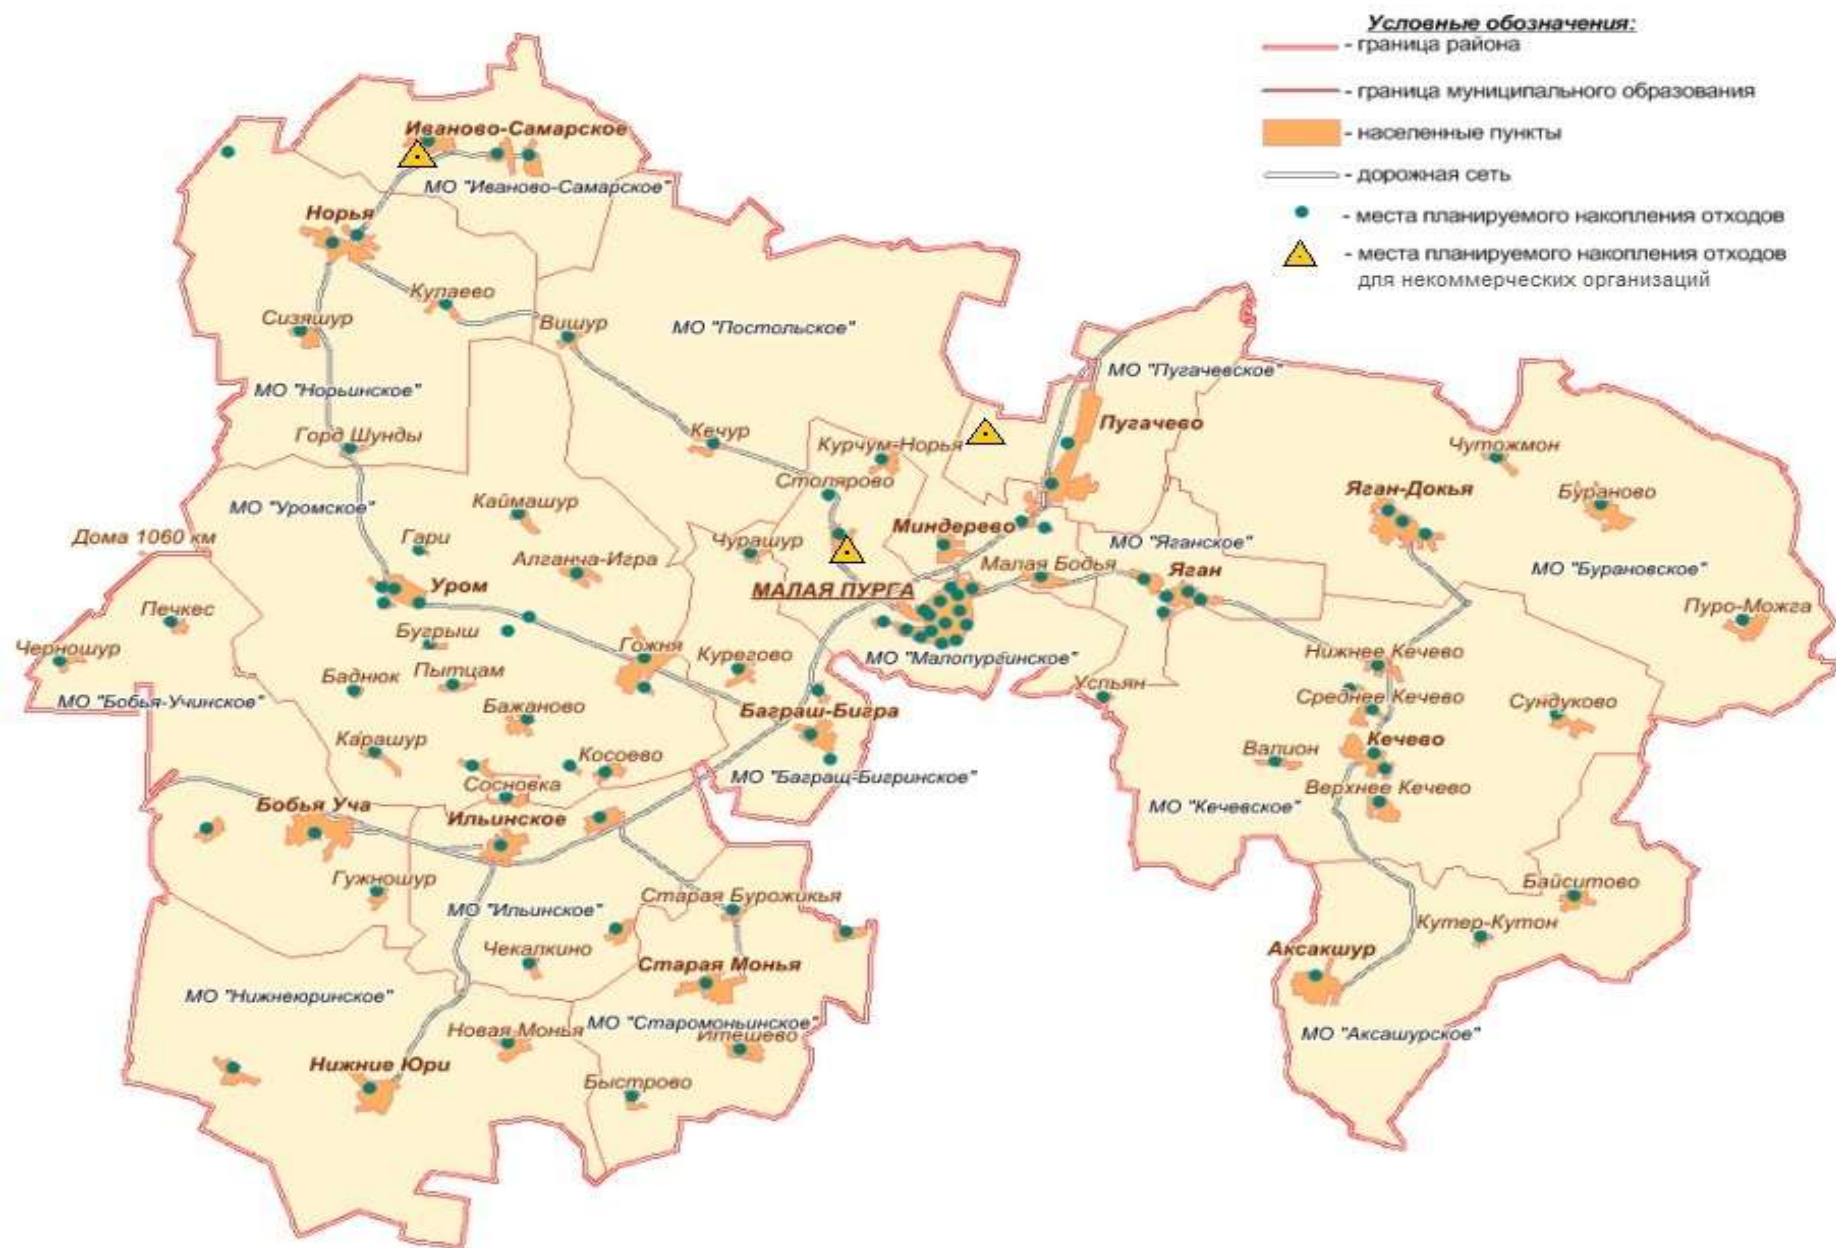 Условные обозначения:
- граница района
- граница муниципального образования
- населенные пункты
- дорожная сеть
- места планируемого накопления отходов
- места планируемого накопления отходов
для некоммерческих организаций
Иваново-Самарское
МО "Иваново-Самарское"
Норья
Купаево
Сизяшур
Вишур
МО "Постольское"
МО "Норьинское"
МО "Пугачевское"
Горд Шунды
Кечур
Курчум-Норья
Пугачево
Чутожмон
Столярово
Яган-Докья
Бураново
МО "Уромское"
Каймашур
Дома 1060 км
Гари
Чурашур
Миндерево
МО "Яганское"
Алганча-Игра
Малая Бодья
Яган
МО "Бурановское"
Уром
МАЛАЯ ПУРГА
Печкес
Пуро-Можга
Бугрыш
Гожня
Курегово
МО "Малопургинское"
Нижнее Кечево
Черношур
Баднюк
Пытцам
Успьян
Среднее Кечево
Сундуково
МО "Бобья-Учинское"
Бажаново
Баграш-Бигра
Карашур
Косоево
Валион
Кечево
МО "Багращ-Бигринское"
Сосновка
Верхнее Кечево
Бобья Уча
Ильинское
МО "Кечевское"
Гужношур
Байситово
Старая Бурожикья
МО "Ильинское"
Кутер-Кутон
Чекалкино
Старая Монья
Аксакшур
МО "Нижнеюринское"
МО "Старомоньинское"
Новая Монья
Итешево
МО "Аксашурское"
Нижние Юри
Быстрово